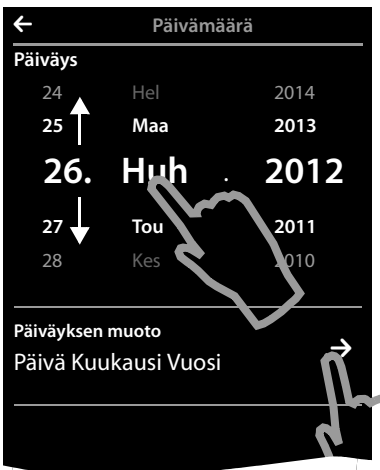 ← Päivämäärä
Päiväys
24 Hel 2014
25 Maa 2013
26. Huh . 2012
27 Tou 2011
28 Kes 2010
Päiväyksen muoto
Päivä Kuukausi Vuosi →